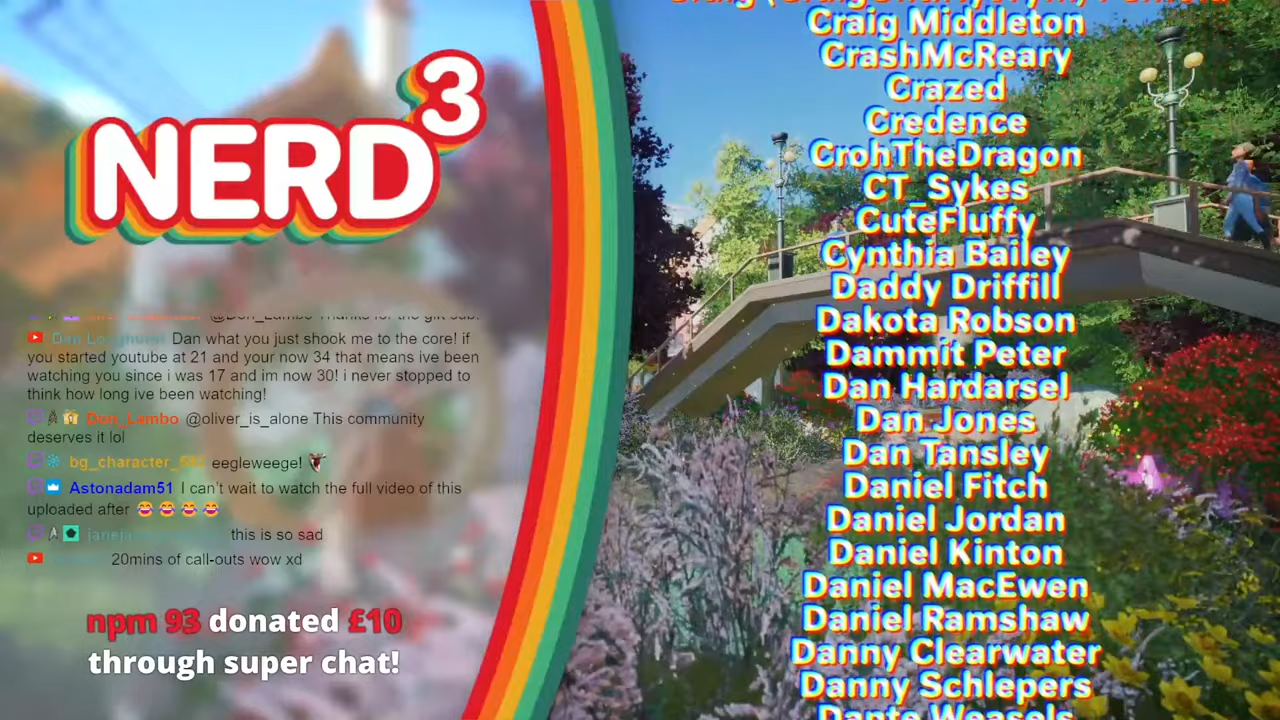 NERD³
@Don_Lambo Thanks for the gift sub!
Dan Dan what you just shook me to the core! if
you started youtube at 21 and your now 34 that means ive been
watching you since i was 17 and im now 30! i never stopped to
think how long ive been watching!
Don_Lambo @oliver_is_alone This community
deserves it lol
eegleweege!
Astonadam51 I can't wait to watch the full video of this
uploaded after
this is so sad
20mins of call-outs wow xd
npm 93 donated £10
through super chat!
Craig Middleton
CrashMcReary
Crazed
Credence
CrohTheDragon
CT_Sykes
CuteFluffy
Cynthia Bailey
Daddy Driffill
Dakota Robson
Dammit Peter
Dan Hardarsel
Dan Jones
Dan Tansley
Daniel Fitch
Daniel Jordan
Daniel Kinton
Daniel MacEwen
Daniel Ramshaw
Danny Clearwater
Danny Schlepers
Dante Weasels